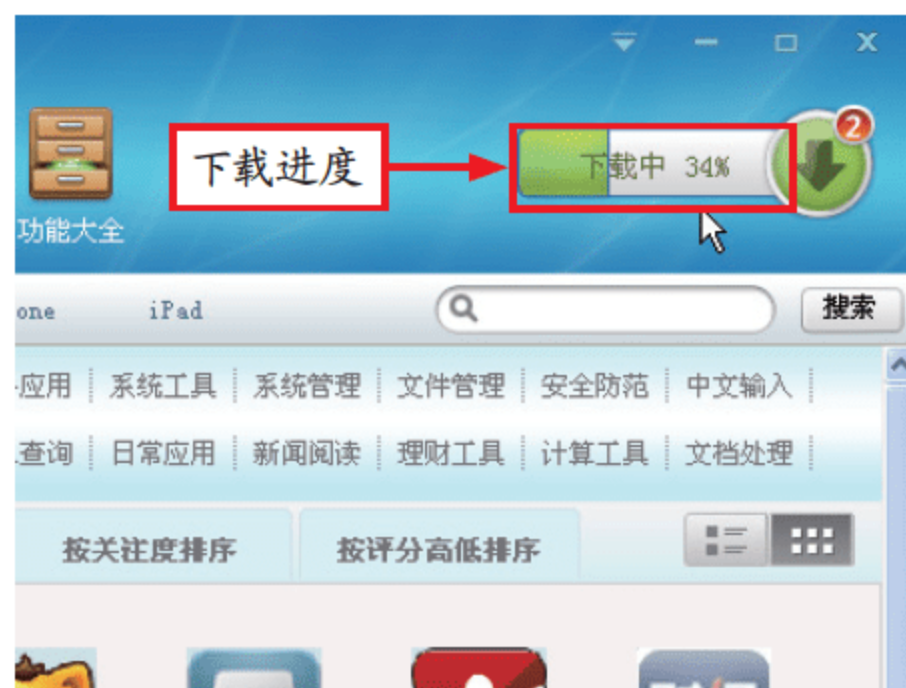 2
下载进度
下载中 34%
功能大全
one iPad 搜索
应用 系统工具 系统管理 文件管理 安全防范 中文输入
查询 日常应用 新闻阅读 理财工具 计算工具 文档处理
按关注度排序 按评分高低排序